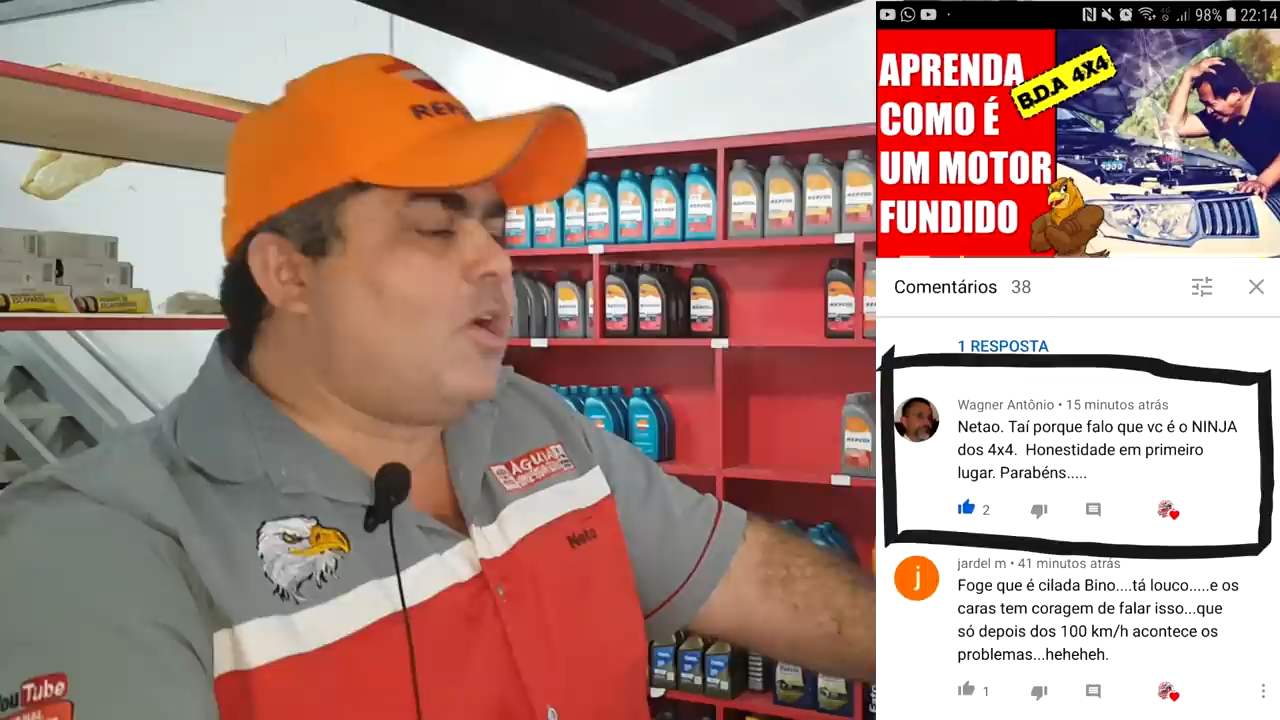 98% 22:14
APRENDA
COMO É
UM MOTOR
FUNDIDO
B.D.A 4X4
Comentários 38
1 RESPOSTA
Wagner Antônio • 15 minutos atrás
Netao. Taí porque falo que vc é o NINJA
dos 4x4. Honestidade em primeiro
lugar. Parabéns.....
2
j
jardel m • 41 minutos atrás
Foge que é cilada Bino....tá louco.....e os
caras tem coragem de falar isso...que
só depois dos 100 km/h acontece os
problemas...heheheh.
1
AGUIA
Neto
YouTube
REPSOL